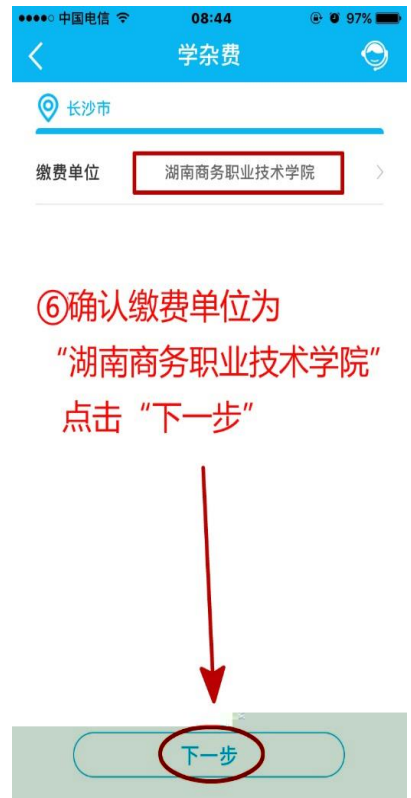 中国电信 08:44 97%
学杂费
长沙市
缴费单位 湖南商务职业技术学院
⑥确认缴费单位为
“湖南商务职业技术学院”
点击“下一步”
下一步